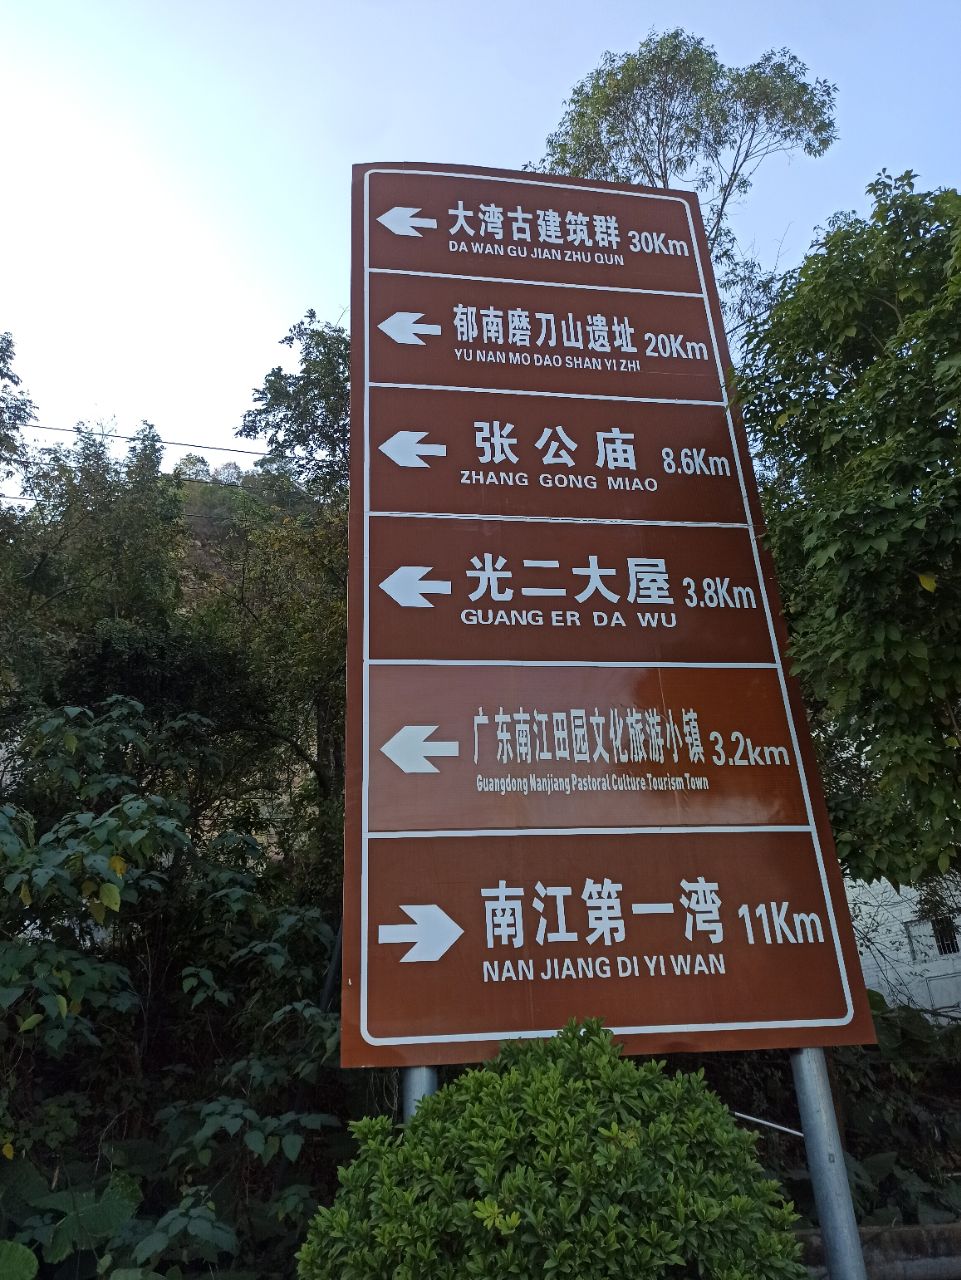 大湾古建筑群 30Km
DA WAN GU JIAN ZHU QUN
郁南磨刀山遗址 20Km
YU NAN MO DAO SHAN YI ZHI
张公庙 8.6Km
ZHANG GONG MIAO
光二大屋 3.8Km
GUANG ER DA WU
广东南江田园文化旅游小镇 3.2km
Guangdong Nanjiang Pastoral Culture Tourism Town
南江第一湾 11Km
NAN JIANG DI YI WAN